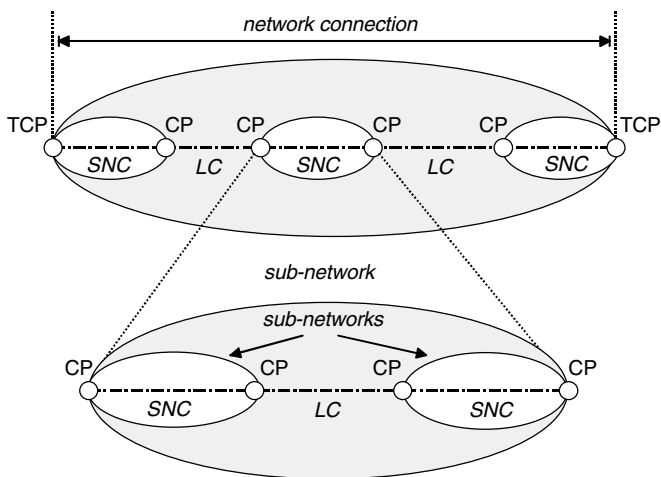 network connection
TCP CP CP CP CP TCP
SNC LC SNC LC SNC
sub-network
sub-networks
CP CP CP CP
SNC LC SNC